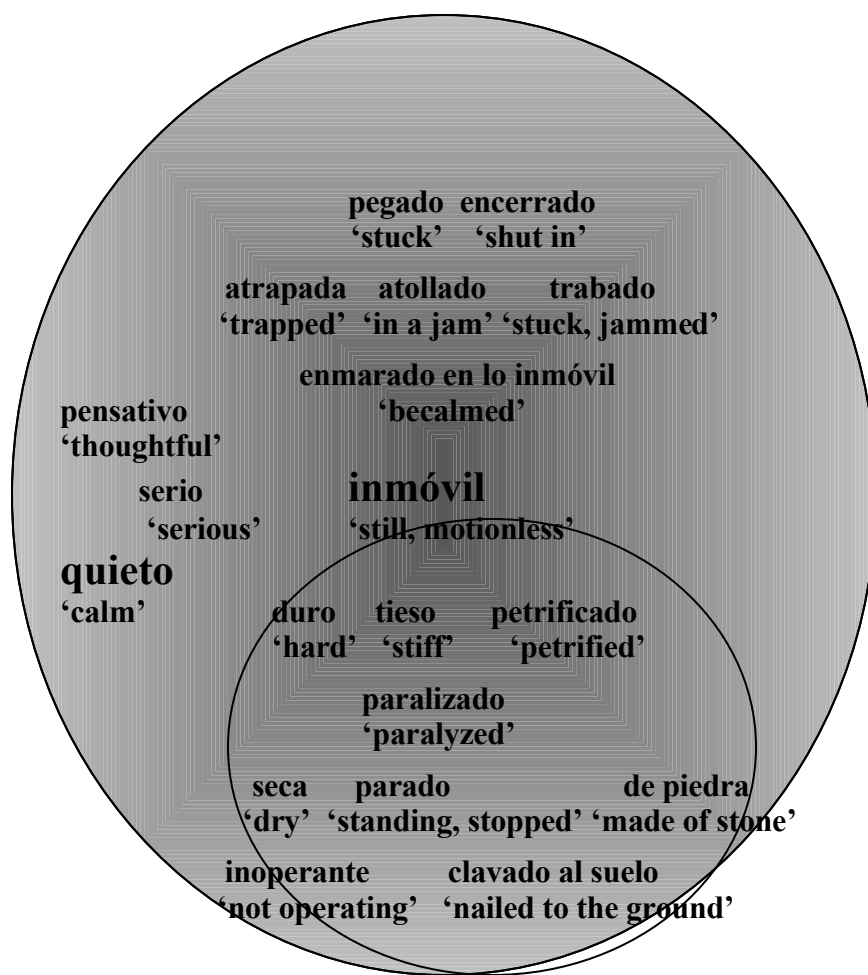 pegado encerrado
‘stuck’ ‘shut in’
atrapada atollado trabado
‘trapped’ ‘in a jam’ ‘stuck, jammed’
enmarado en lo inmóvil
‘becalmed’
pensativo
‘thoughtful’
serio inmóvil
‘serious’ ‘still, motionless’
quieto
‘calm’
duro tieso petrificado
‘hard’ ‘stiff’ ‘petrified’
paralizado
‘paralyzed’
seca parado de piedra
‘dry’ ‘standing, stopped’ ‘made of stone’
inoperante clavado al suelo
‘not operating’ ‘nailed to the ground’